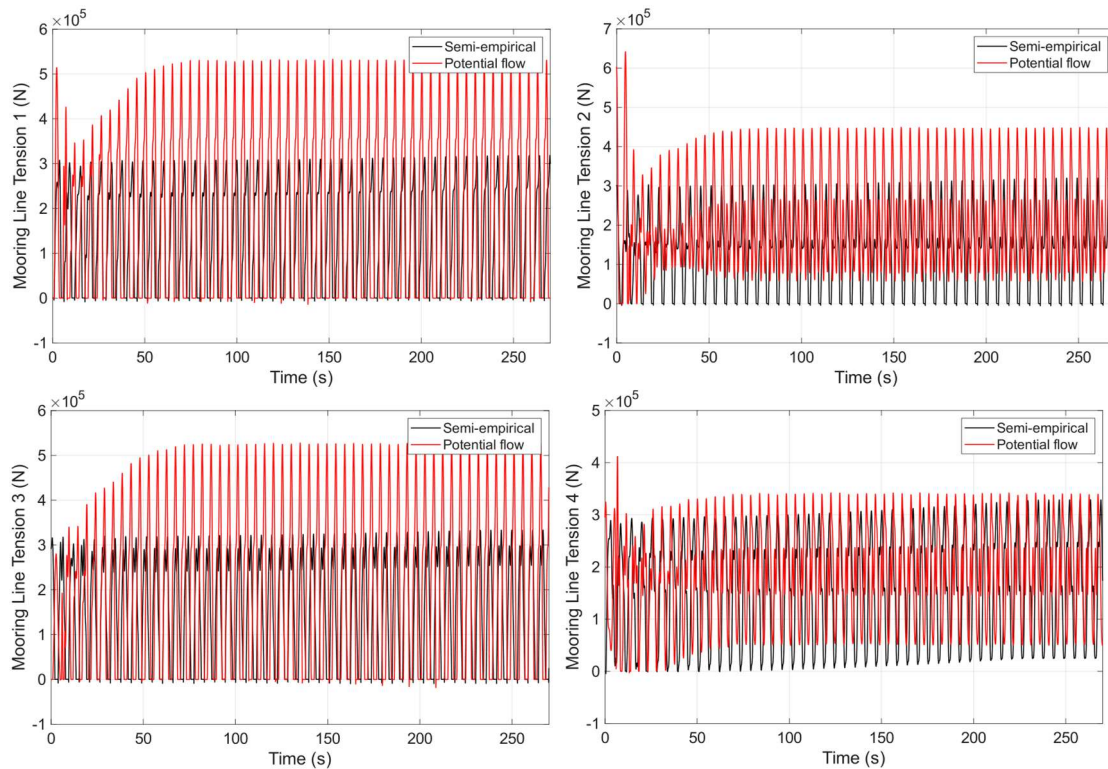 ×10⁵
6
5
4
3
2
1
0
-1
Mooring Line Tension 1 (N)
Semi-empirical
Potential flow
0 50 100 150 200 250
Time (s)
×10⁵
7
6
5
4
3
2
1
0
-1
Mooring Line Tension 2 (N)
Semi-empirical
Potential flow
0 50 100 150 200 250
Time (s)
×10⁵
6
5
4
3
2
1
0
-1
Mooring Line Tension 3 (N)
Semi-empirical
Potential flow
0 50 100 150 200 250
Time (s)
×10⁵
5
4
3
2
1
0
-1
Mooring Line Tension 4 (N)
Semi-empirical
Potential flow
0 50 100 150 200 250
Time (s)